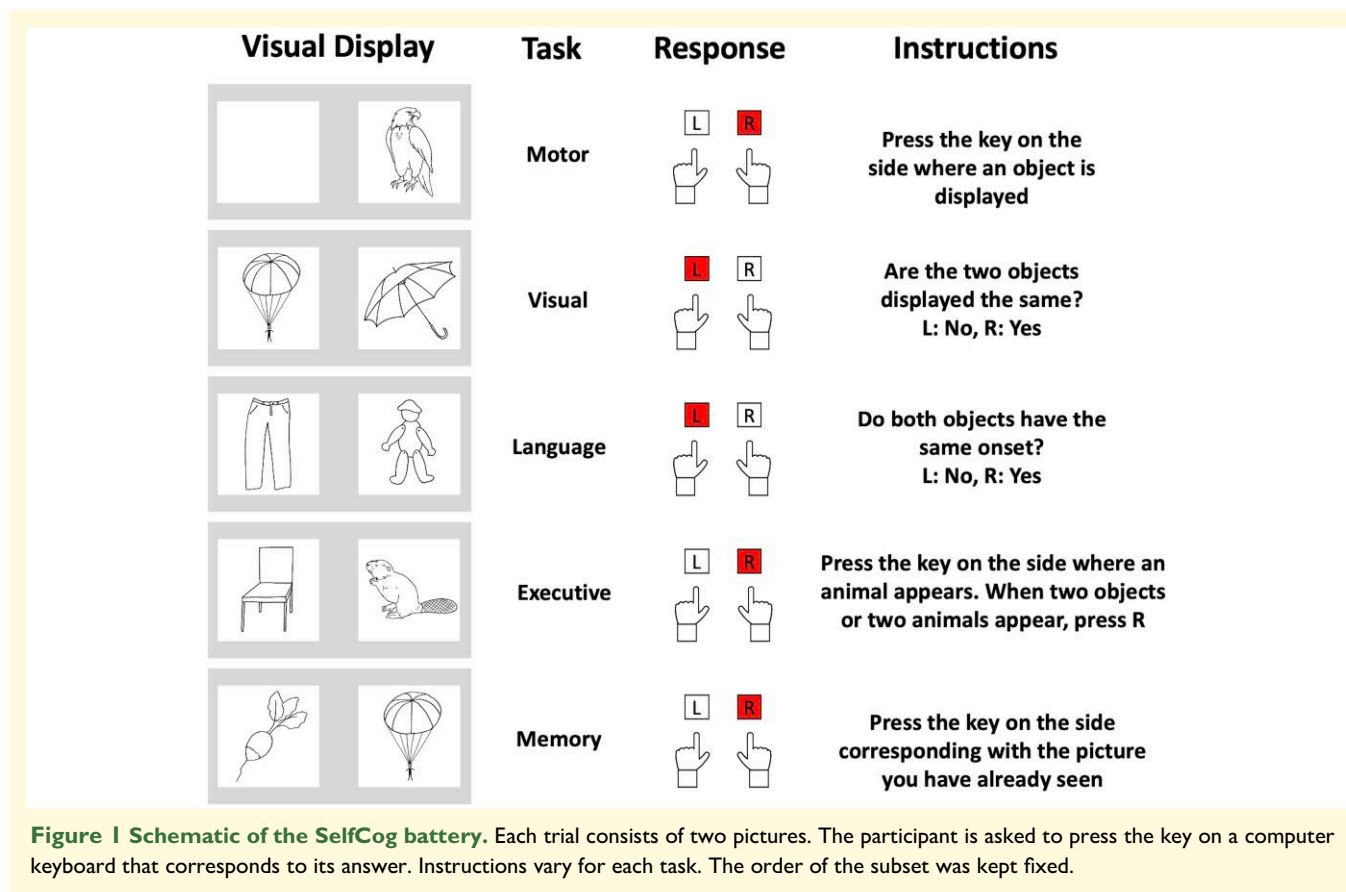 Visual Display Task Response Instructions
L R
Motor
Press the key on the
side where an object is
displayed
L R
Visual
Are the two objects
displayed the same?
L: No, R: Yes
L R
Language
Do both objects have the
same onset?
L: No, R: Yes
L R
Executive
Press the key on the side where an
animal appears. When two objects
or two animals appear, press R
L R
Memory
Press the key on the side
corresponding with the picture
you have already seen
Figure 1 Schematic of the SelfCog battery. Each trial consists of two pictures. The participant is asked to press the key on a computer
keyboard that corresponds to its answer. Instructions vary for each task. The order of the subset was kept fixed.